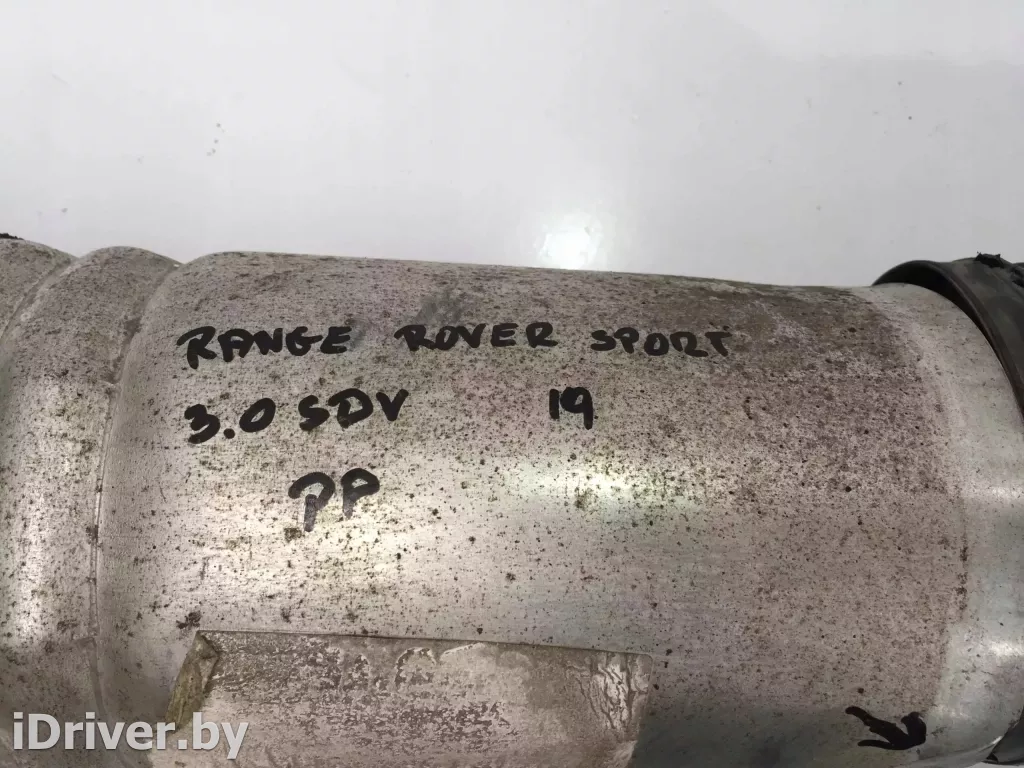 RANGE ROVER SPORT
3.0 SDV 19
PP
iDriver.by